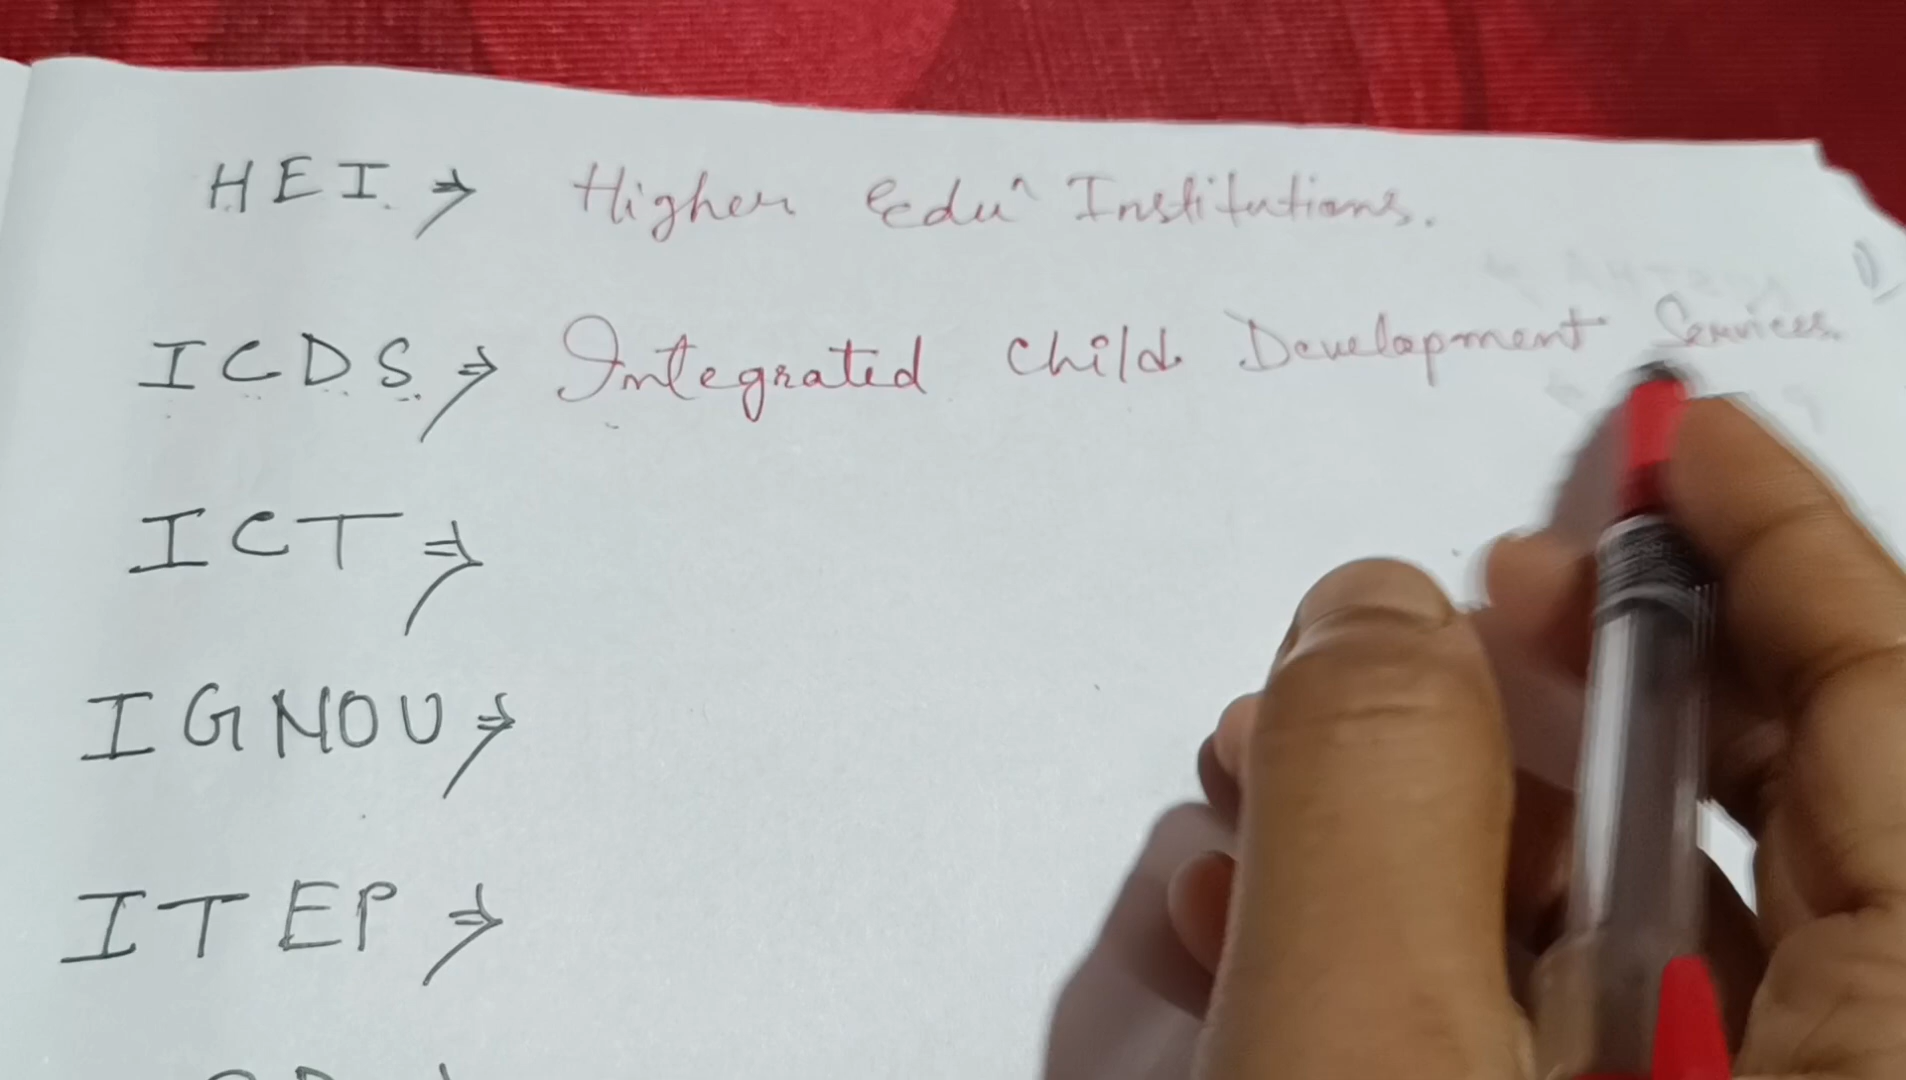 HEI ⇒ Higher Eduⁿ Institutions.
ICDS ⇒ Integrated Child Development Services.
ICT ⇒
IGNOU ⇒
ITEP ⇒